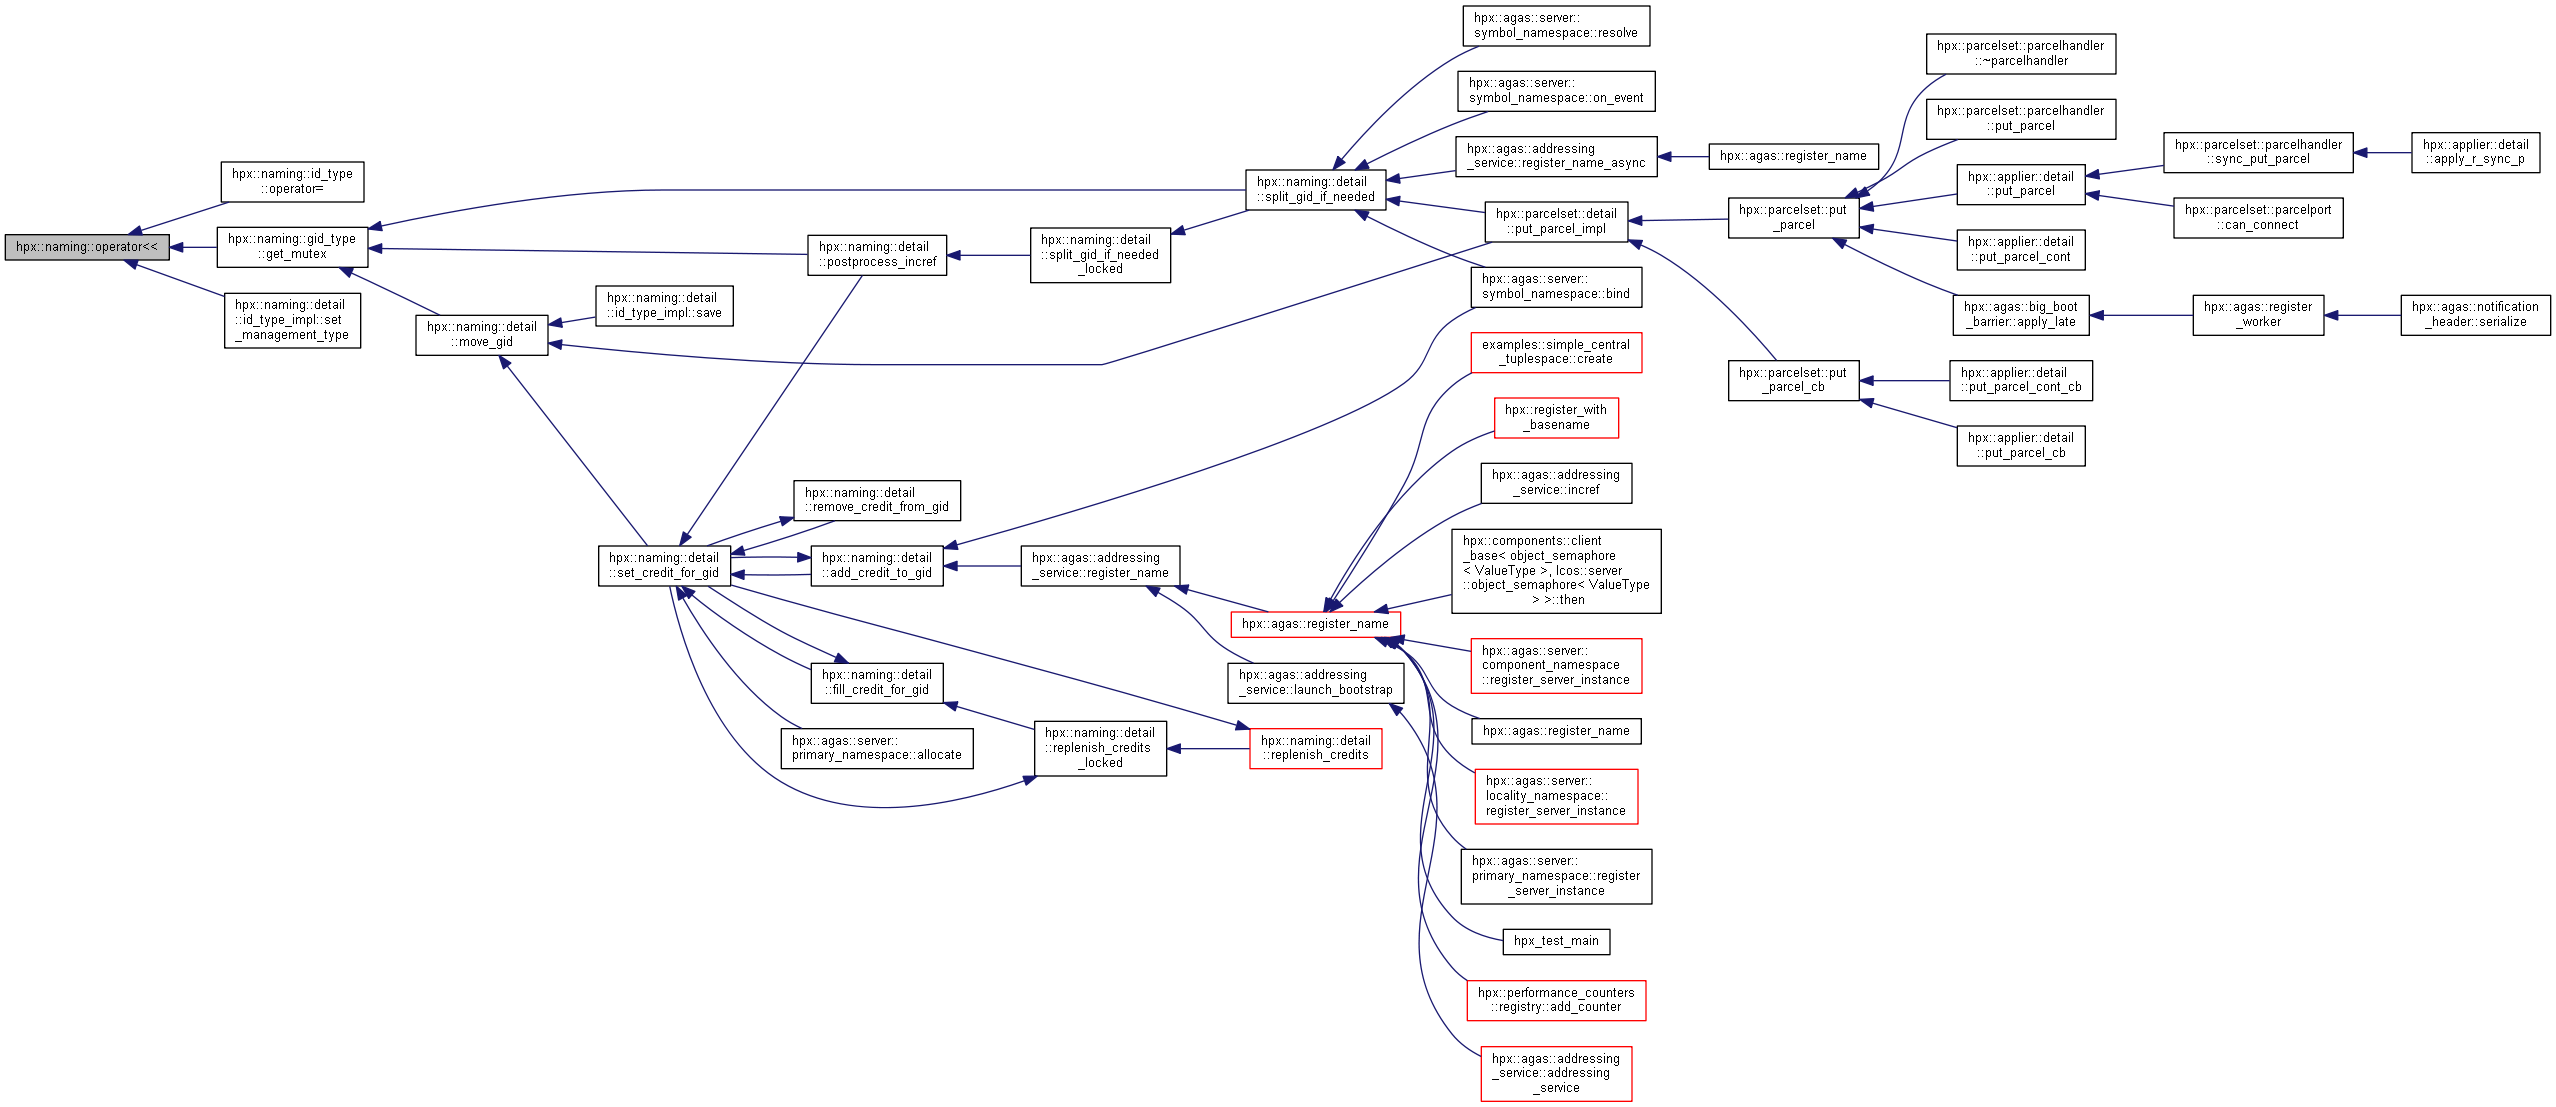 hpx::naming::operator<<
hpx::naming::id_type
::operator=
hpx::naming::gid_type
::get_mutex
hpx::naming::detail
::id_type_impl::set
_management_type
hpx::naming::detail
::move_gid
hpx::naming::detail
::id_type_impl::save
hpx::naming::detail
::set_credit_for_gid
hpx::naming::detail
::postprocess_incref
hpx::naming::detail
::remove_credit_from_gid
hpx::naming::detail
::add_credit_to_gid
hpx::naming::detail
::fill_credit_for_gid
hpx::agas::server::
primary_namespace::allocate
hpx::naming::detail
::split_gid_if_needed
_locked
hpx::agas::addressing
_service::register_name
hpx::naming::detail
::replenish_credits
_locked
hpx::naming::detail
::split_gid_if_needed
hpx::agas::register_name
hpx::agas::addressing
_service::launch_bootstrap
hpx::naming::detail
::replenish_credits
hpx::agas::server::
symbol_namespace::resolve
hpx::agas::server::
symbol_namespace::on_event
hpx::agas::addressing
_service::register_name_async
hpx::parcelset::detail
::put_parcel_impl
hpx::agas::server::
symbol_namespace::bind
examples::simple_central
_tuplespace::create
hpx::register_with
_basename
hpx::agas::addressing
_service::incref
hpx::components::client
_base< object_semaphore
< ValueType >, lcos::server
::object_semaphore< ValueType
> >::then
hpx::agas::server::
component_namespace
::register_server_instance
hpx::agas::register_name
hpx::agas::server::
locality_namespace::
register_server_instance
hpx::agas::server::
primary_namespace::register
_server_instance
hpx_test_main
hpx::performance_counters
::registry::add_counter
hpx::agas::addressing
_service::addressing
_service
hpx::agas::register_name
hpx::parcelset::put
_parcel
hpx::parcelset::put
_parcel_cb
hpx::parcelset::parcelhandler
::~parcelhandler
hpx::parcelset::parcelhandler
::put_parcel
hpx::applier::detail
::put_parcel
hpx::applier::detail
::put_parcel_cont
hpx::agas::big_boot
_barrier::apply_late
hpx::applier::detail
::put_parcel_cont_cb
hpx::applier::detail
::put_parcel_cb
hpx::parcelset::parcelhandler
::sync_put_parcel
hpx::parcelset::parcelport
::can_connect
hpx::agas::register
_worker
hpx::applier::detail
::apply_r_sync_p
hpx::agas::notification
_header::serialize